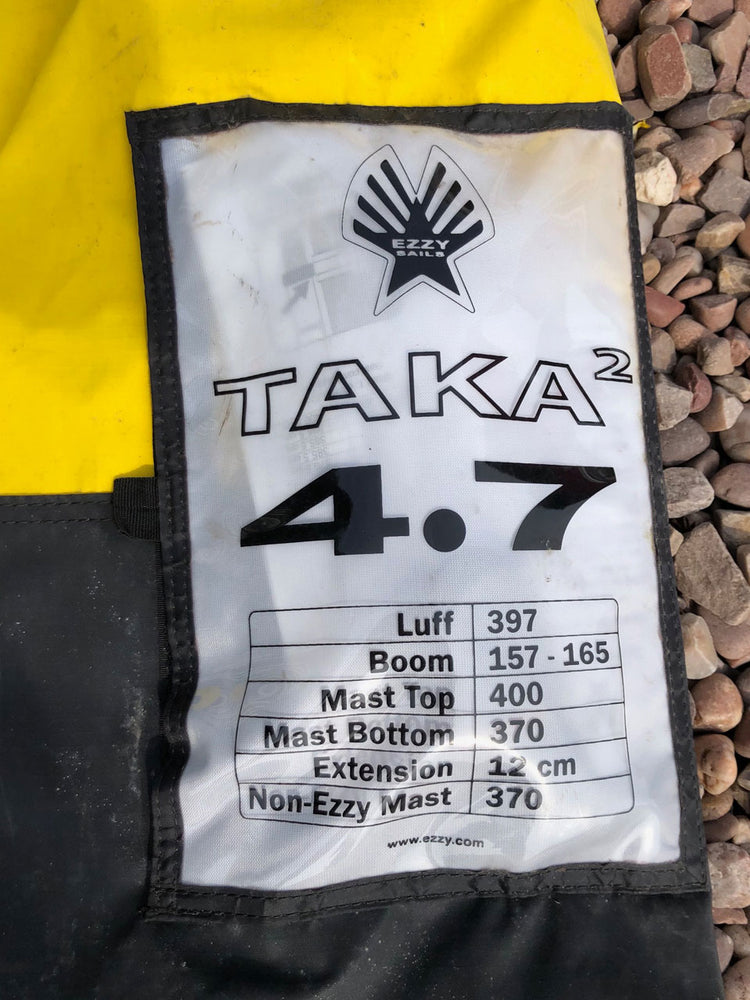 EZZY
SAILS
TAKA2
4.7
Luff 397
Boom 157 - 165
Mast Top 400
Mast Bottom 370
Extension 12 cm
Non-Ezzy Mast 370
www.ezzy.com